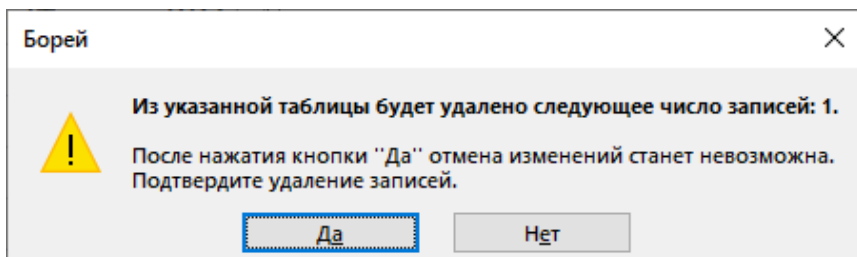 Борей
Из указанной таблицы будет удалено следующее число записей: 1.
После нажатия кнопки "Да" отмена изменений станет невозможна.
Подтвердите удаление записей.
Да
Нет